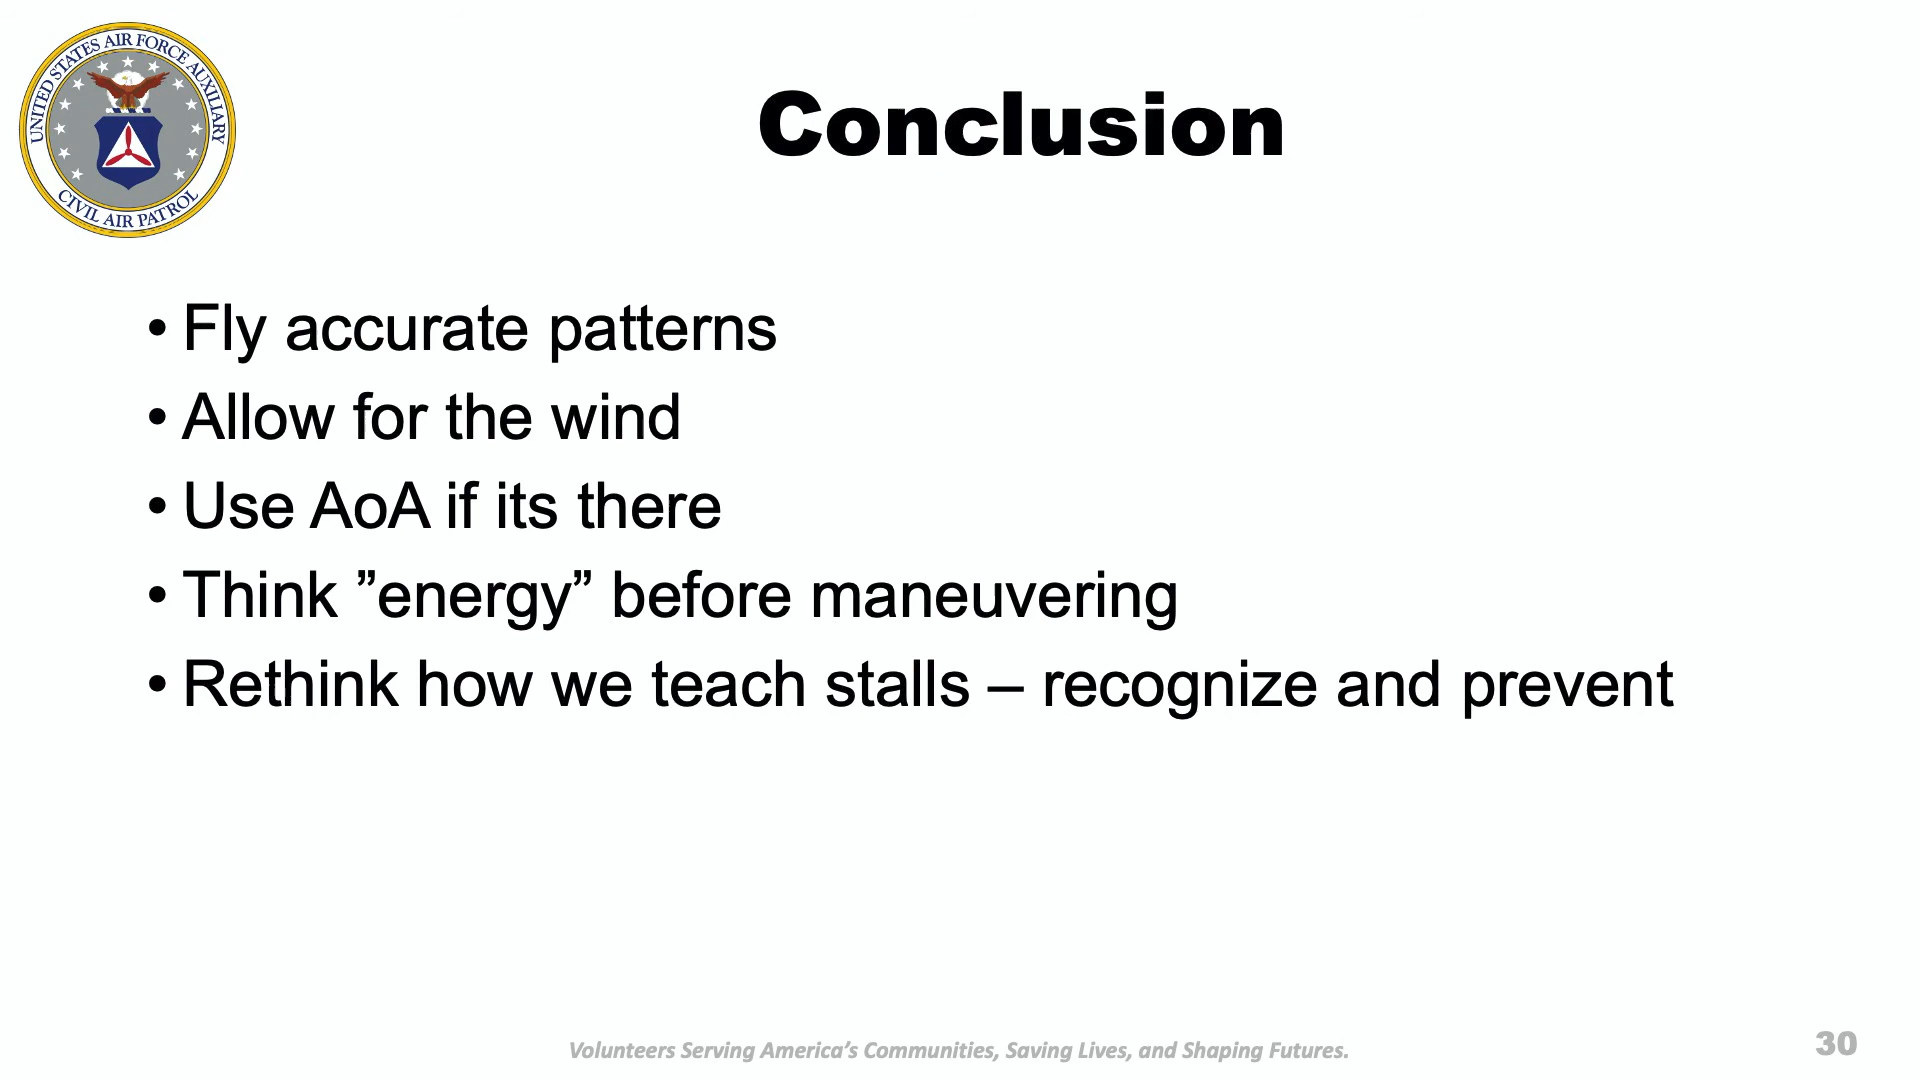 UNITED STATES AIR FORCE AUXILIARY
CIVIL AIR PATROL
Conclusion
• Fly accurate patterns
• Allow for the wind
• Use AoA if its there
• Think ”energy” before maneuvering
• Rethink how we teach stalls – recognize and prevent
Volunteers Serving America’s Communities, Saving Lives, and Shaping Futures.
30